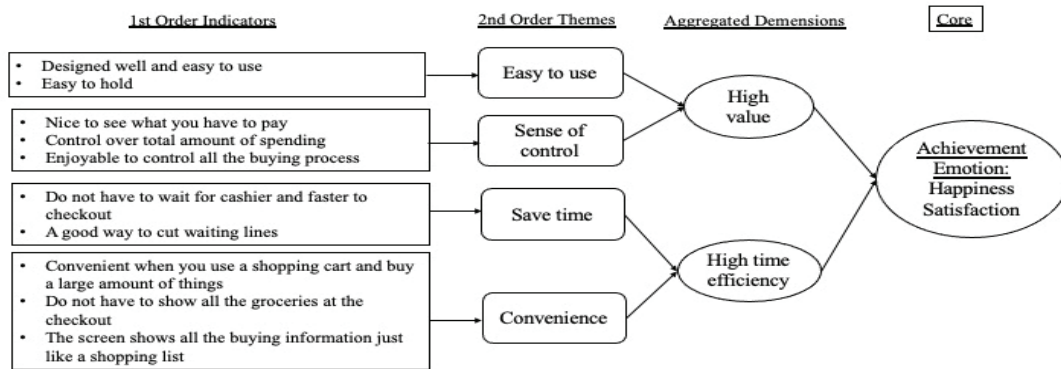 1st Order Indicators
2nd Order Themes
Aggregated Demensions
Core
• Designed well and easy to use
• Easy to hold
• Nice to see what you have to pay
• Control over total amount of spending
• Enjoyable to control all the buying process
• Do not have to wait for cashier and faster to
checkout
• A good way to cut waiting lines
• Convenient when you use a shopping cart and buy
a large amount of things
• Do not have to show all the groceries at the
checkout
• The screen shows all the buying information just
like a shopping list
Easy to use
Sense of
control
Save time
Convenience
High
value
High time
efficiency
Achievement
Emotion:
Happiness
Satisfaction